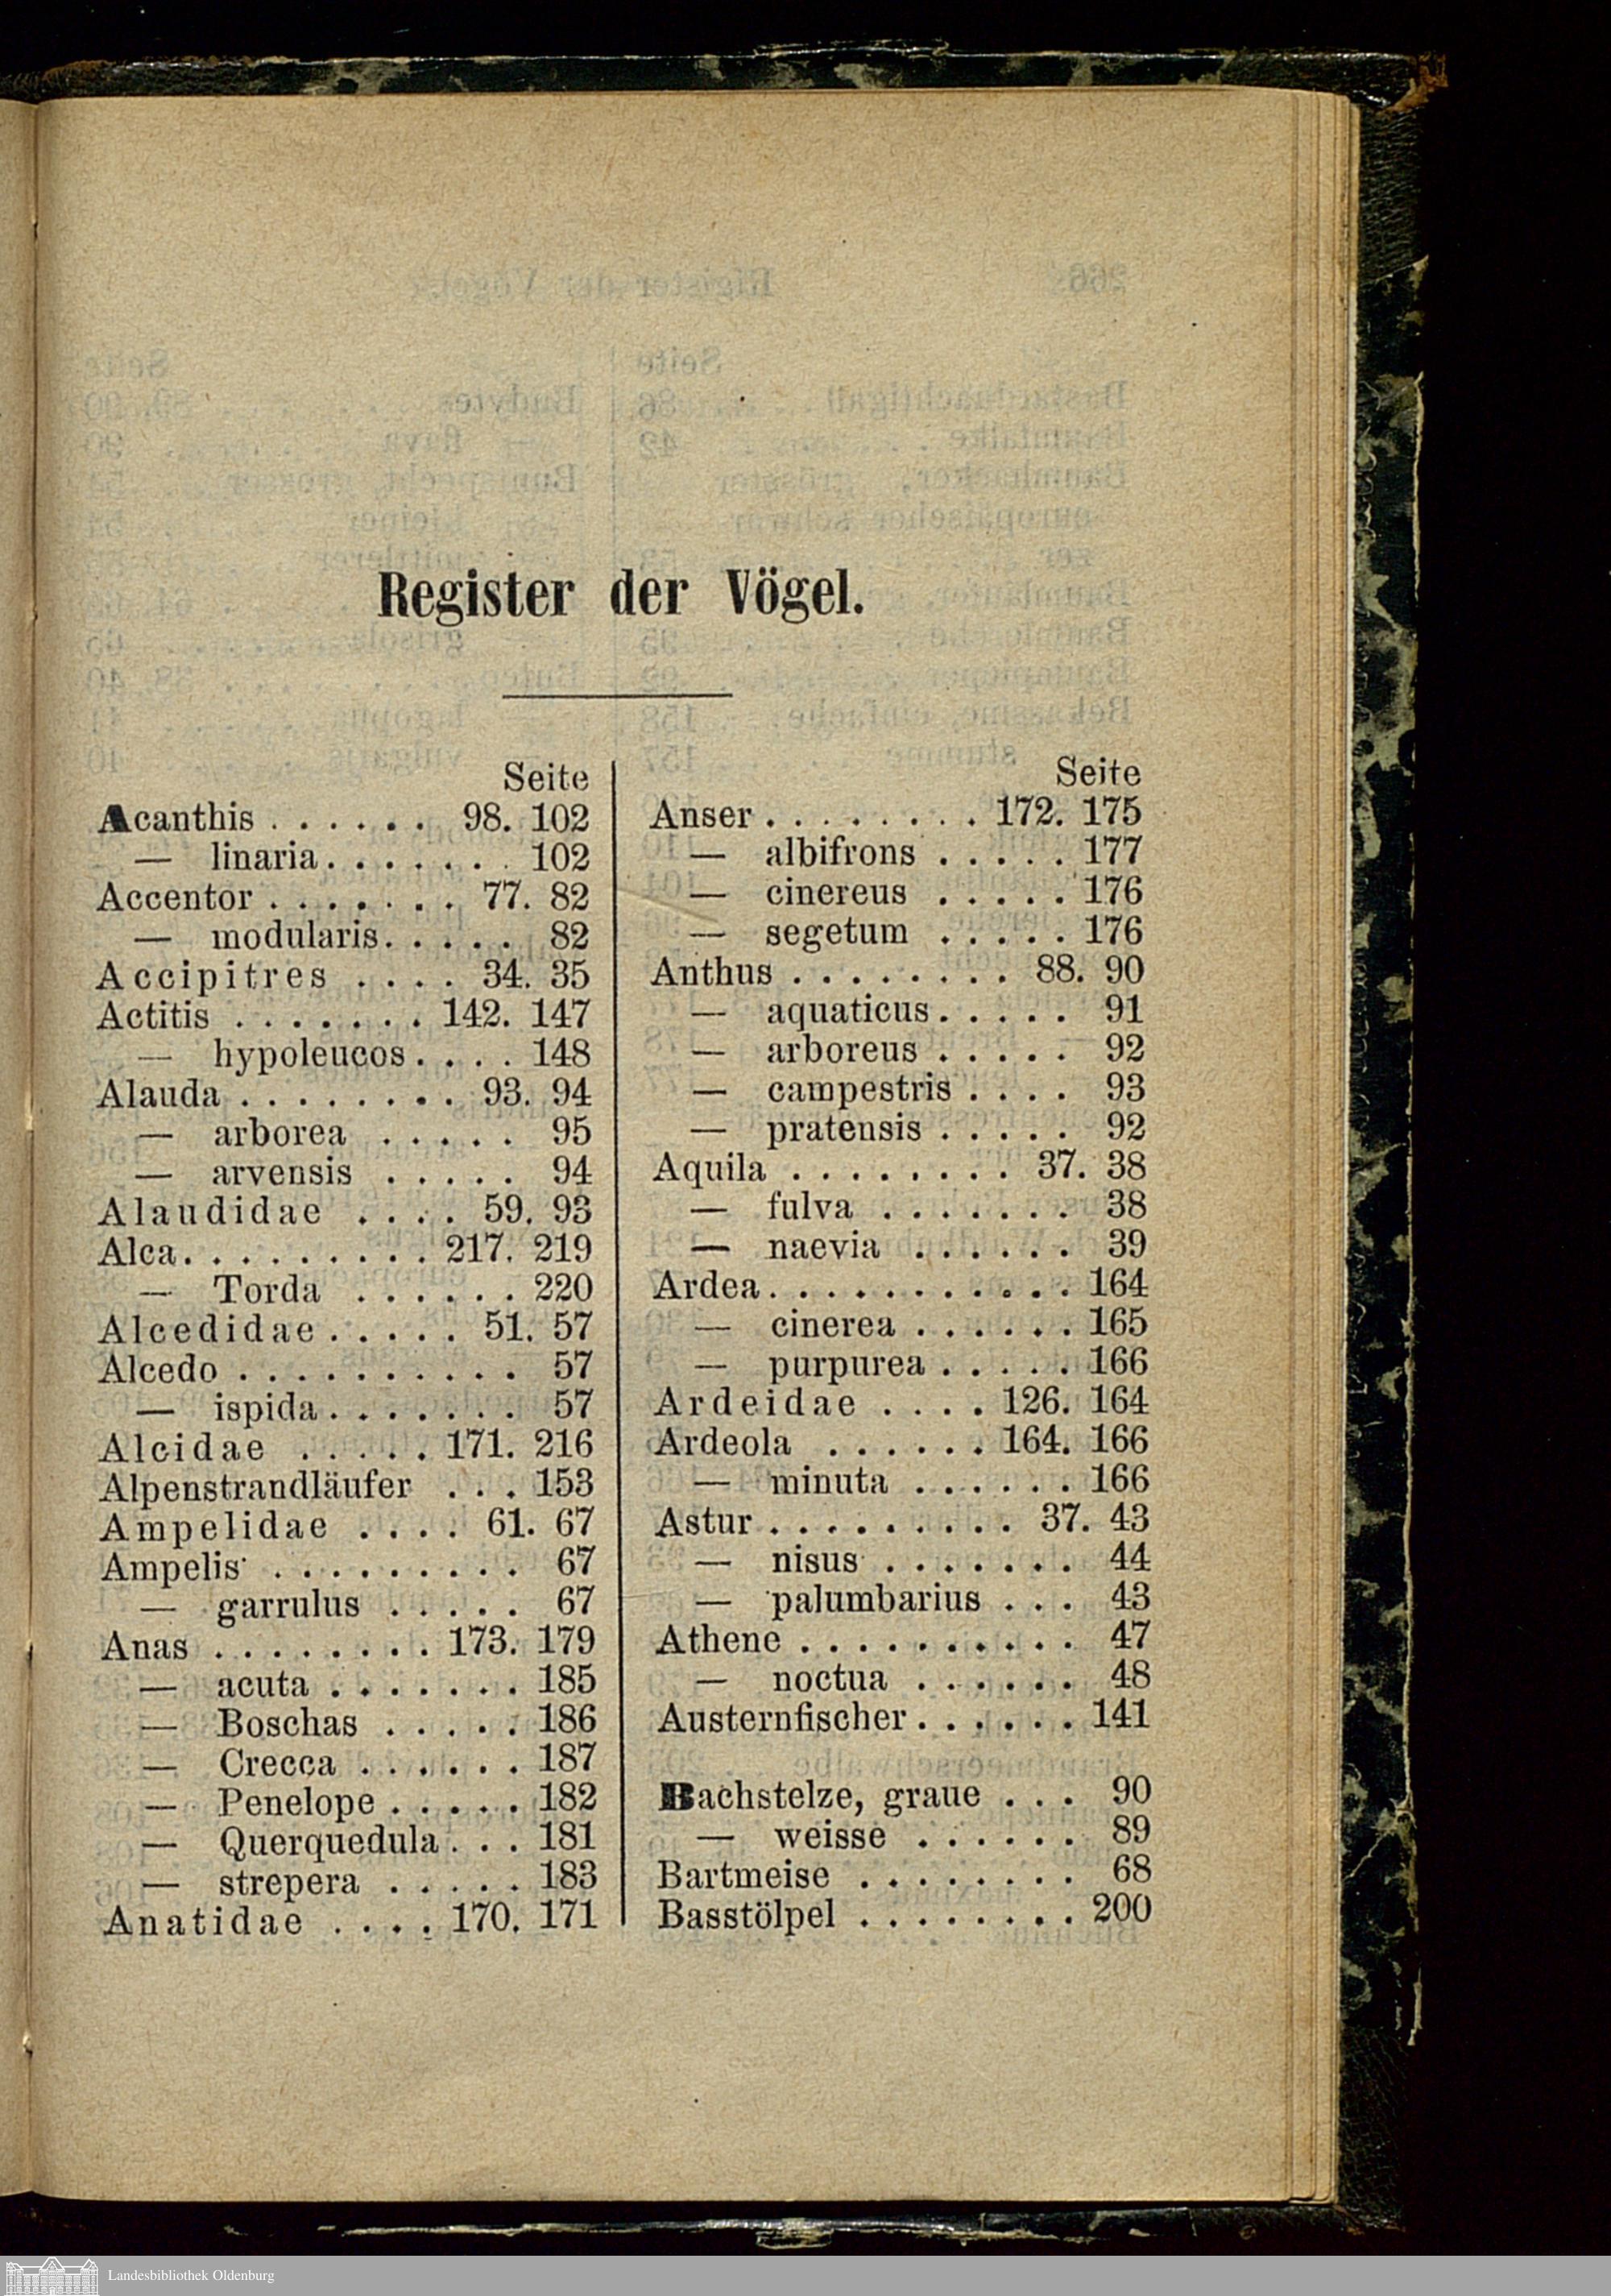 Register der Vögel.
Seite
Acanthis . . . . . . 98. 102
— linaria . . . . . . . 102
Accentor . . . . . . . 77. 82
— modularis . . . . . 82
Accipitres . . . . 34. 35
Actitis . . . . . . . 142. 147
— hypoleucos . . . . 148
Alauda . . . . . . . . 93. 94
— arborea . . . . . 95
— arvensis . . . . . 94
Alaudidae . . . . 59. 93
Alca . . . . . . . . . 217. 219
— Torda . . . . . . 220
Alcedidae . . . . . 51. 57
Alcedo . . . . . . . . . . 57
— ispida . . . . . . . 57
Alcidae . . . . . 171. 216
Alpenstrandläufer . . . 153
Ampelidae . . . . 61. 67
Ampelis . . . . . . . . . 67
— garrulus . . . . . 67
Anas . . . . . . . . 173. 179
— acuta . . . . . . . 185
— Boschas . . . . . 186
— Crecca . . . . . . 187
— Penelope . . . . . 182
— Querquedula . . . 181
— strepera . . . . . 183
Anatidae . . . . 170. 171
Seite
Anser . . . . . . . . 172. 175
— albifrons . . . . . 177
— cinereus . . . . . 176
— segetum . . . . . 176
Anthus . . . . . . . . 88. 90
— aquaticus . . . . . 91
— arboreus . . . . . 92
— campestris . . . . 93
— pratensis . . . . . 92
Aquila . . . . . . . . 37. 38
— fulva . . . . . . . 38
— naevia . . . . . . 39
Ardea . . . . . . . . . . . 164
— cinerea . . . . . . 165
— purpurea . . . . . 166
Ardeidae . . . . 126. 164
Ardeola . . . . . . 164. 166
— minuta . . . . . . 166
Astur . . . . . . . . . 37. 43
— nisus . . . . . . . 44
— palumbarius . . . 43
Athene . . . . . . . . . . 47
— noctua . . . . . . 48
Austernfischer . . . . . . 141
Bachstelze, graue . . . 90
— weisse . . . . . . 89
Bartmeise . . . . . . . . 68
Basstölpel . . . . . . . . 200
Landesbibliothek Oldenburg